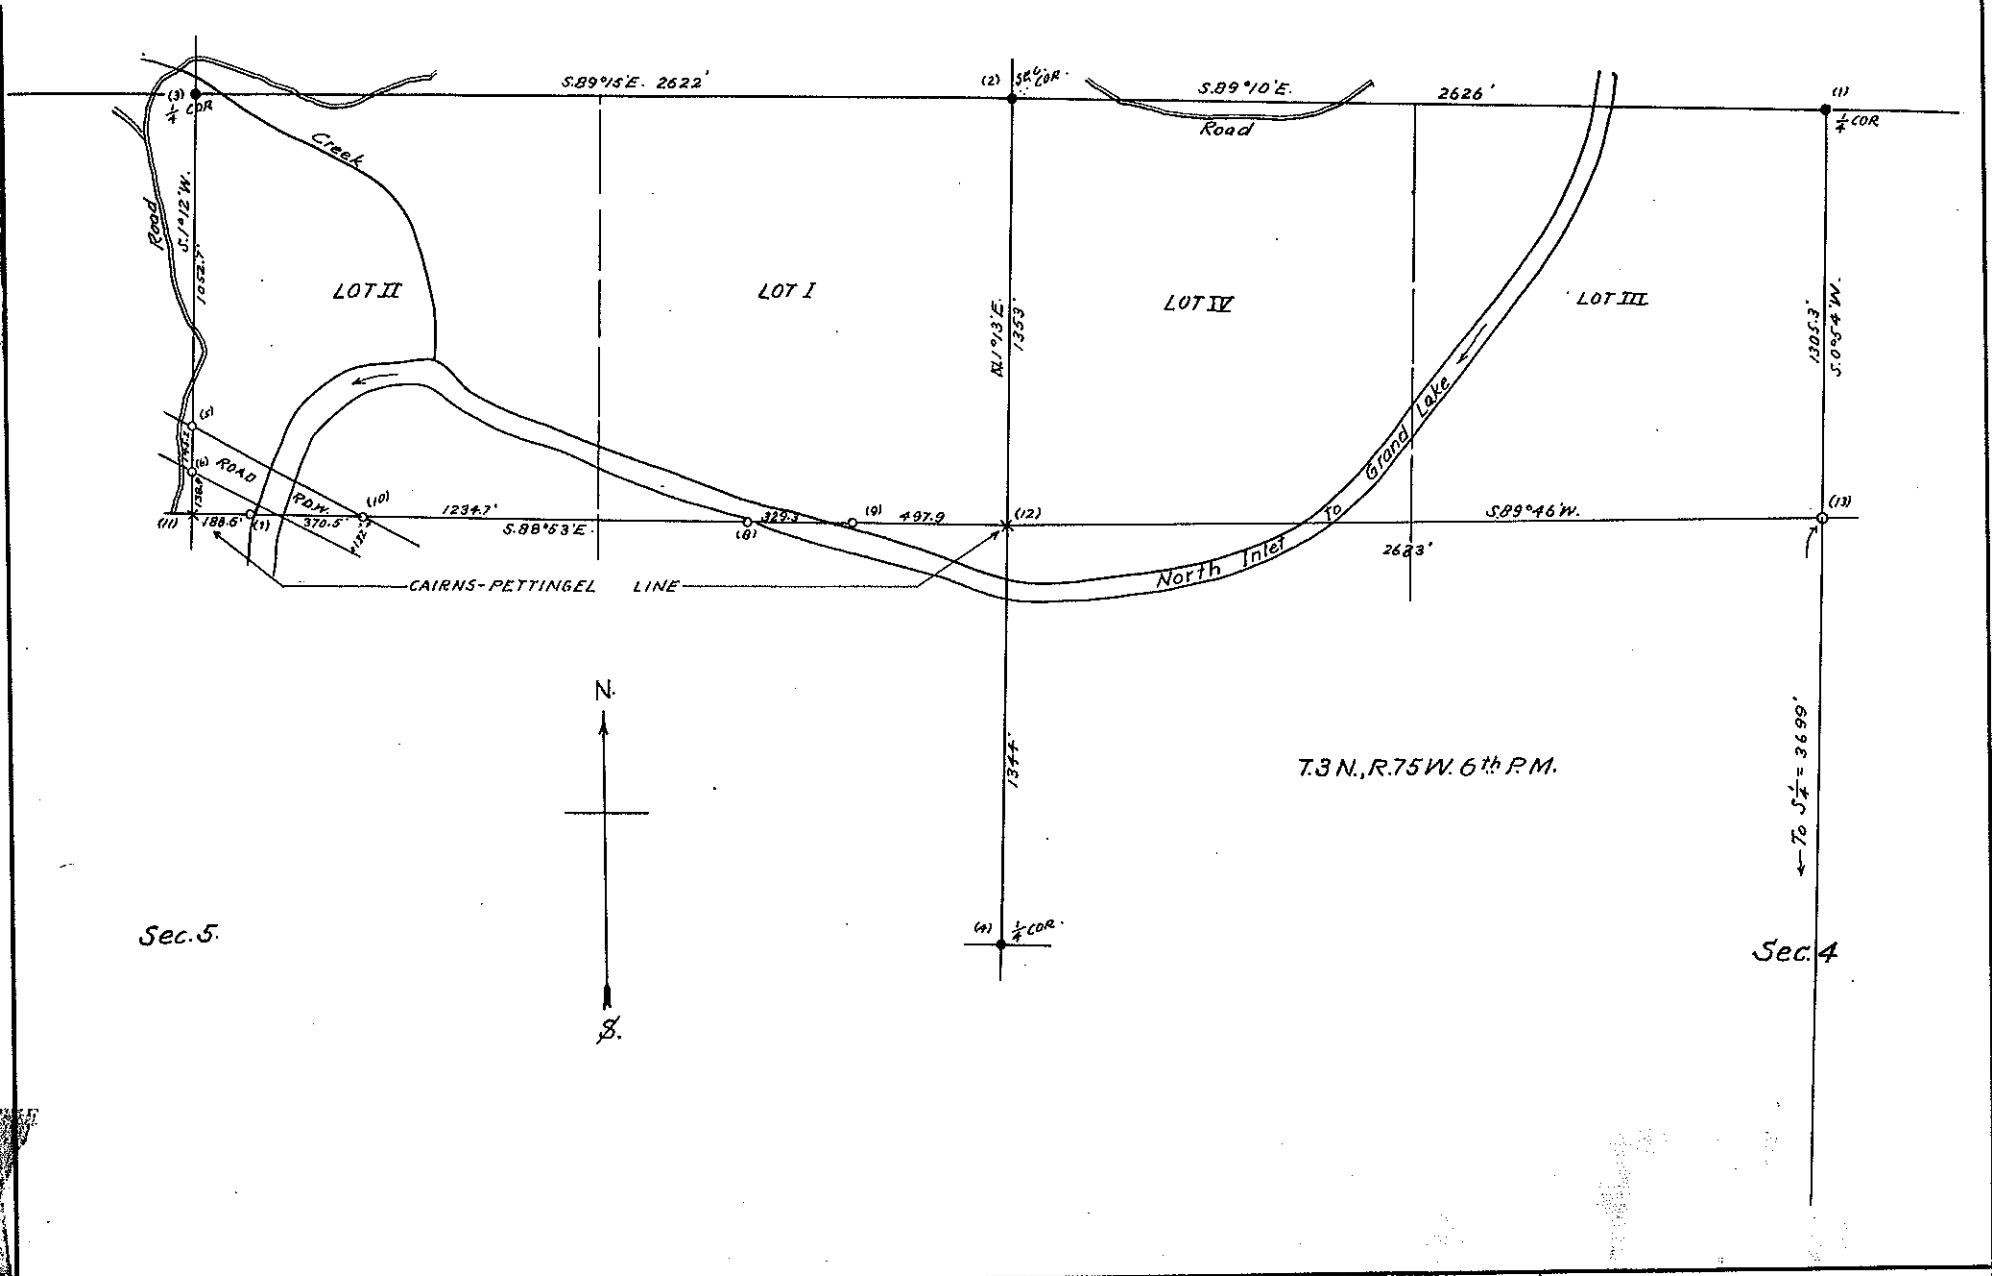 S.89°15'E. 2622'
(2) SEC. COR.
S.89°10'E. 2626'
(1)
1/4 COR
(3)
1/4 COR
Road
Creek
Road
S.1°12'W.
1052.7'
LOT II
LOT I
N.1°13'E.
1353'
LOT IV
LOT III
1305.3'
S.0°54'W.
(5)
(6)
ROAD
R.O.W.
(10)
(11)
188.6'
(7)
370.5'
1234.7'
S.88°53'E.
(8)
329.3
(9)
497.9
(12)
North Inlet To Grand Lake
S.89°46'W.
2683'
(13)
CAIRNS-PETTINGEL LINE
N.
S.
1344'
T.3N., R.75W. 6th P.M.
← To S 1/4 = 3699'
Sec. 5.
(4) 1/4 COR.
Sec. 4